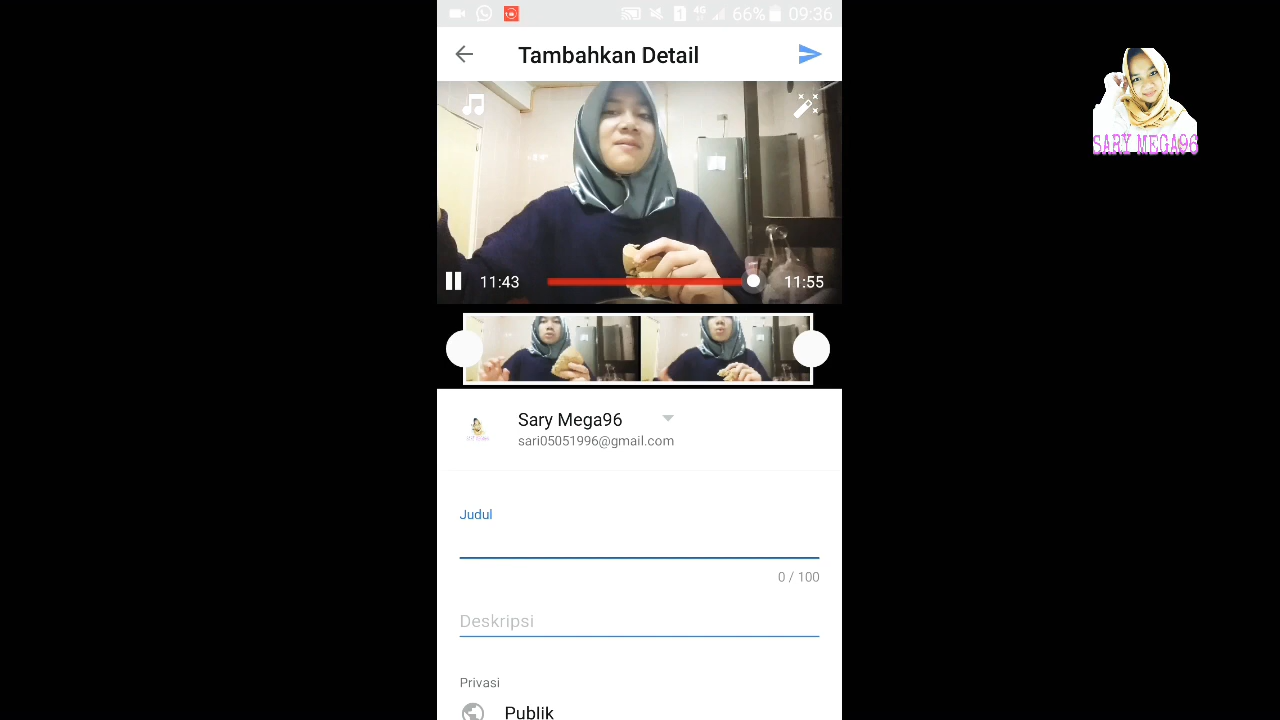 4G 66% 09:36
Tambahkan Detail
SARY MEGA96
11:43 11:55
Sary Mega96
sari05051996@gmail.com
Judul
0 / 100
Deskripsi
Privasi
Publik